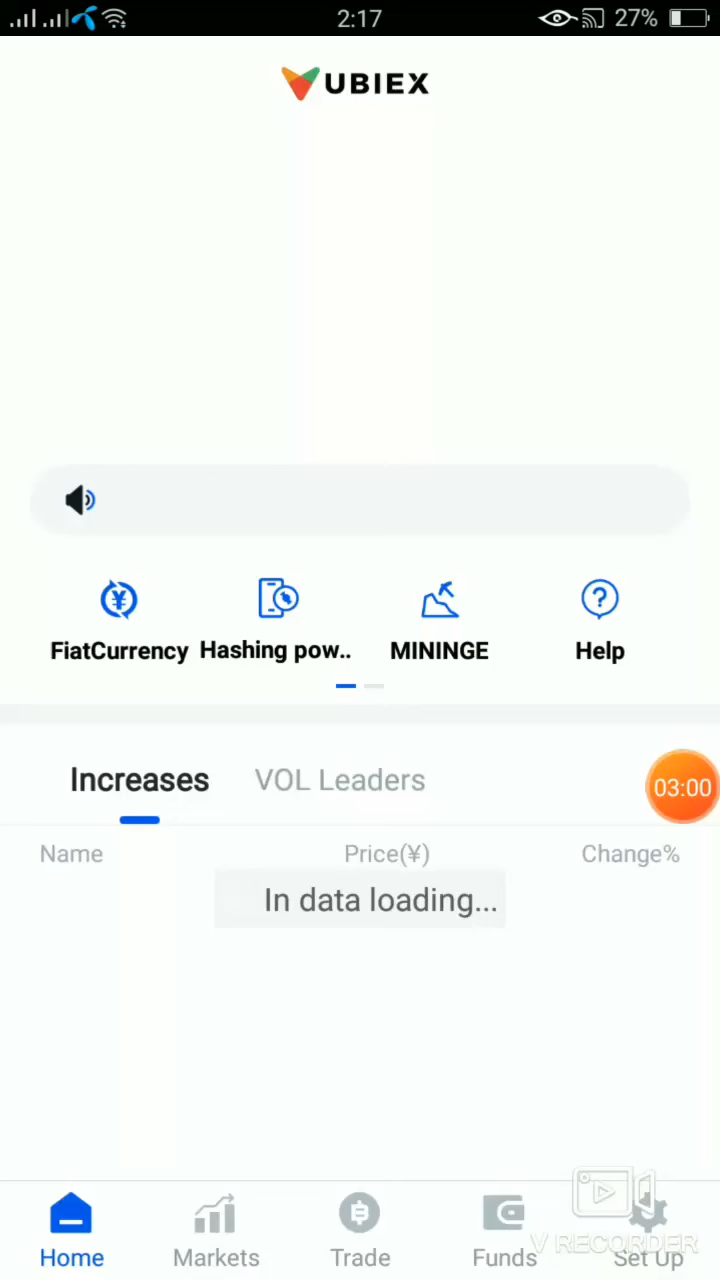 2:17
27%
UBIEX
FiatCurrency
Hashing pow..
MININGE
Help
Increases
VOL Leaders
03:00
Name
Price(¥)
Change%
In data loading...
Home
Markets
Trade
Funds
Set Up
V RECORDER